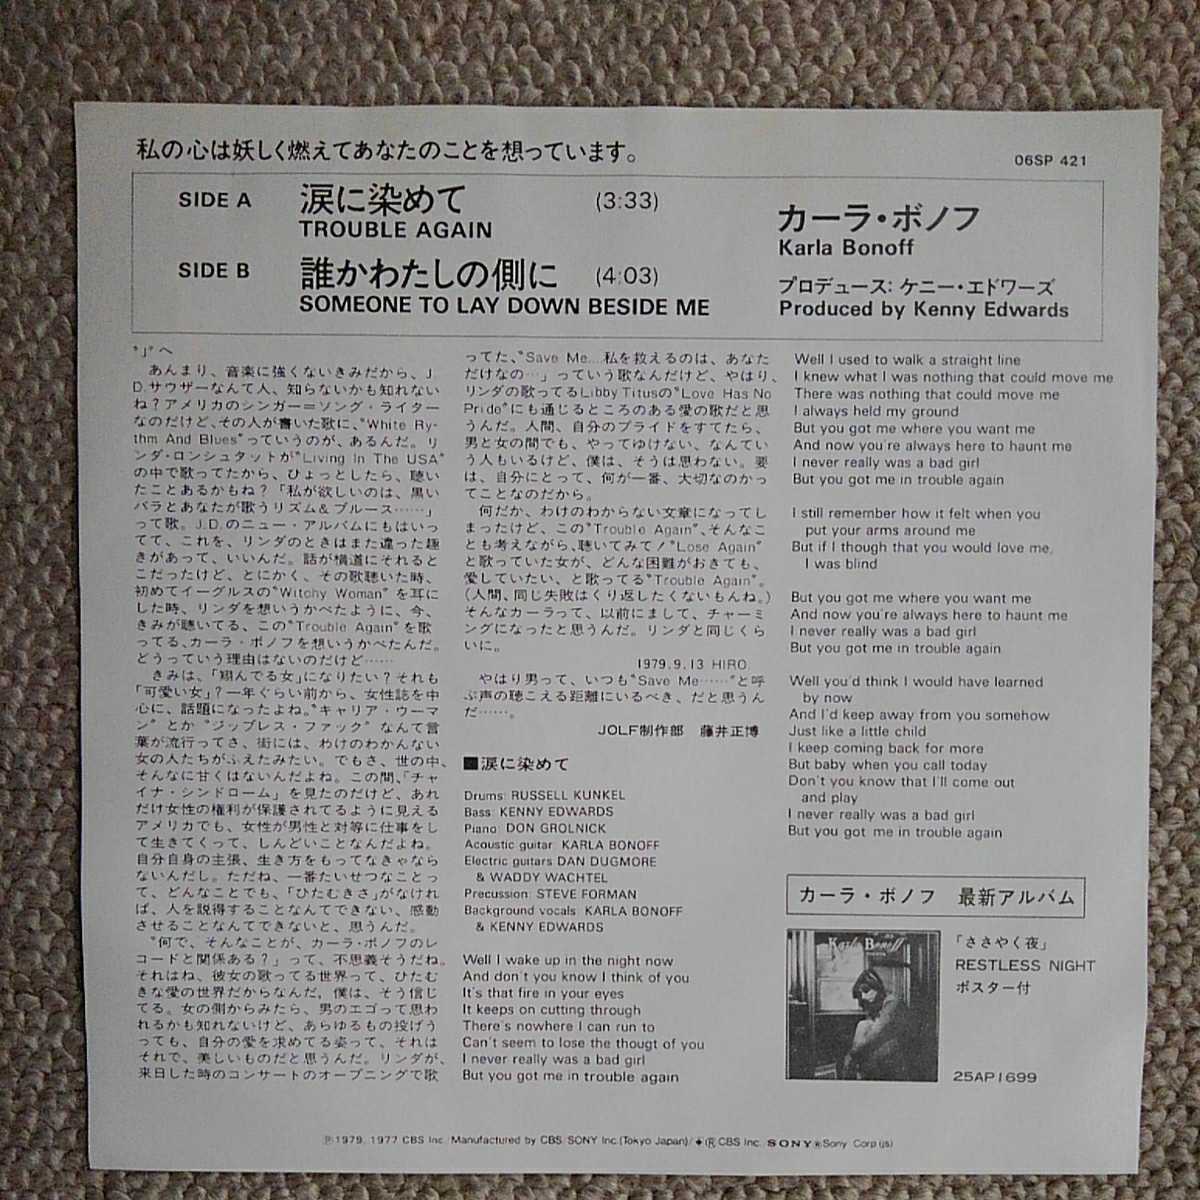 私の心は妖しく燃えてあなたのことを想っています。
06SP 421
SIDE A 涙に染めて (3:33)
TROUBLE AGAIN
SIDE B 誰かわたしの側に (4:03)
SOMEONE TO LAY DOWN BESIDE ME
カーラ・ボノフ
Karla Bonoff
プロデュース: ケニー・エドワーズ
Produced by Kenny Edwards
"J"へ
あんまり、音楽に強くないきみだから、J.
D.サウザーなんて人、知らないかも知れない
ね?アメリカのシンガー=ソング・ライター
なのだけど、その人が書いた歌に、"White Ry-
thm And Blues"っていうのが、あるんだ。リ
ンダ・ロンシュタットが"Living In The USA"
の中で歌ってたから、ひょっとしたら、聴い
たことあるかもね?「私が欲しいのは、黒い
バラとあなたが歌うリズム&ブルース……」
って歌。J.D.のニュー・アルバムにもはいっ
てて、これを、リンダのときはまた違った趣
きがあって、いいんだ。話が横道にそれると
こだったけど、とにかく、その歌聴いた時、
初めてイーグルスの"Witchy Woman"を耳に
した時、リンダを想いうかべたように、今、
きみが聴いてる、この"Trouble Again"を歌
ってる、カーラ・ボノフを想いうかべたんだ。
どうっていう理由はないのだけど……
きみは、「翔んでる女」になりたい?それも
「可愛い女」?一年ぐらい前から、女性誌を中
心に、話題になったよね。"キャリア・ウーマ
ン"とか"ジップレス・ファック"なんて言
葉が流行ってさ、街には、わけのわかんない
女の人たちがふえたみたい。でもさ、世の中、
そんなに甘くはないんだよね。この間、「チャ
イナ・シンドローム」を見たのだけど、あれ
だけ女性の権利が保護されてるように見える
アメリカでも、女性が男性と対等に仕事をし
て生きてくって、しんどいことなんだよね。
自分自身の主張、生き方をもってなきゃなら
ないんだし。ただね、一番たいせつなことっ
て、どんなことでも、「ひたむきさ」がなけれ
ば、人を説得することなんてできない、感動
させることなんてできないと、思うんだ。
"何で、そんなことが、カーラ・ボノフのレ
コードと関係ある?」って、不思議そうだね。
それはね、彼女の歌ってる世界って、ひたむ
きな愛の世界だからなんだ。僕は、そう信じ
てる。女の側からみたら、男のエゴって思わ
れるかも知れないけど、あらゆるもの投げう
っても、自分の愛を求めてる姿って、それは
それで、美しいものだと思うんだ。リンダが、
来日した時のコンサートのオープニングで歌
ってた、"Save Me…私を救えるのは、あなた
だけなの…」っていう歌なんだけど、やはり、
リンダの歌ってるLibby Titusの"Love Has No
Pride"にも通じるところのある愛の歌だと思
うんだ。人間、自分のプライドをすてたら、
男と女の間でも、やってゆけない、なんてい
う人もいるけど、僕は、そうは思わない。要
は、自分にとって、何が一番、大切なのかっ
てことなのだから。
何だか、わけのわからない文章になってし
まったけど、この"Trouble Again"、そんなこ
とも考えながら、聴いてみて!"Lose Again"
と歌っていた女が、どんな困難がおきても、
愛していたい、と歌ってる"Trouble Again"。
(人間、同じ失敗はくり返したくないもんね。)
そんなカーラって、以前にまして、チャーミ
ングになったと思うんだ。リンダと同じくら
いに。
1979.9.13 HIRO.
やはり男って、いつも"Save Me……"と呼
ぶ声の聴こえる距離にいるべき、だと思うん
だ……。
JOLF制作部 藤井正博
■涙に染めて
Drums: RUSSELL KUNKEL
Bass: KENNY EDWARDS
Piano: DON GROLNICK
Acoustic guitar: KARLA BONOFF
Electric guitars DAN DUGMORE
& WADDY WACHTEL
Precussion: STEVE FORMAN
Background vocals: KARLA BONOFF
& KENNY EDWARDS
Well I wake up in the night now
And don't you know I think of you
It's that fire in your eyes
It keeps on cutting through
There's nowhere I can run to
Can't seem to lose the thougt of you
I never really was a bad girl
But you got me in trouble again
Well I used to walk a straight line
I knew what I was nothing that could move me
There was nothing that could move me
I always held my ground
But you got me where you want me
And now you're always here to haunt me
I never really was a bad girl
But you got me in trouble again
I still remember how it felt when you
put your arms around me
But if I though that you would love me,
I was blind
But you got me where you want me
And now you're always here to haunt me
I never really was a bad girl
But you got me in trouble again
Well you'd think I would have learned
by now
And I'd keep away from you somehow
Just like a little child
I keep coming back for more
But baby when you call today
Don't you know that I'll come out
and play
I never really was a bad girl
But you got me in trouble again
カーラ・ボノフ 最新アルバム
Karla Bonoff
「ささやく夜」
RESTLESS NIGHT
ポスター付
25AP1699
Ⓟ1979, 1977 CBS Inc./Manufactured by CBS/SONY Inc.(Tokyo Japan)/♦Ⓡ CBS Inc. SONY ®Sony Corp.(js)